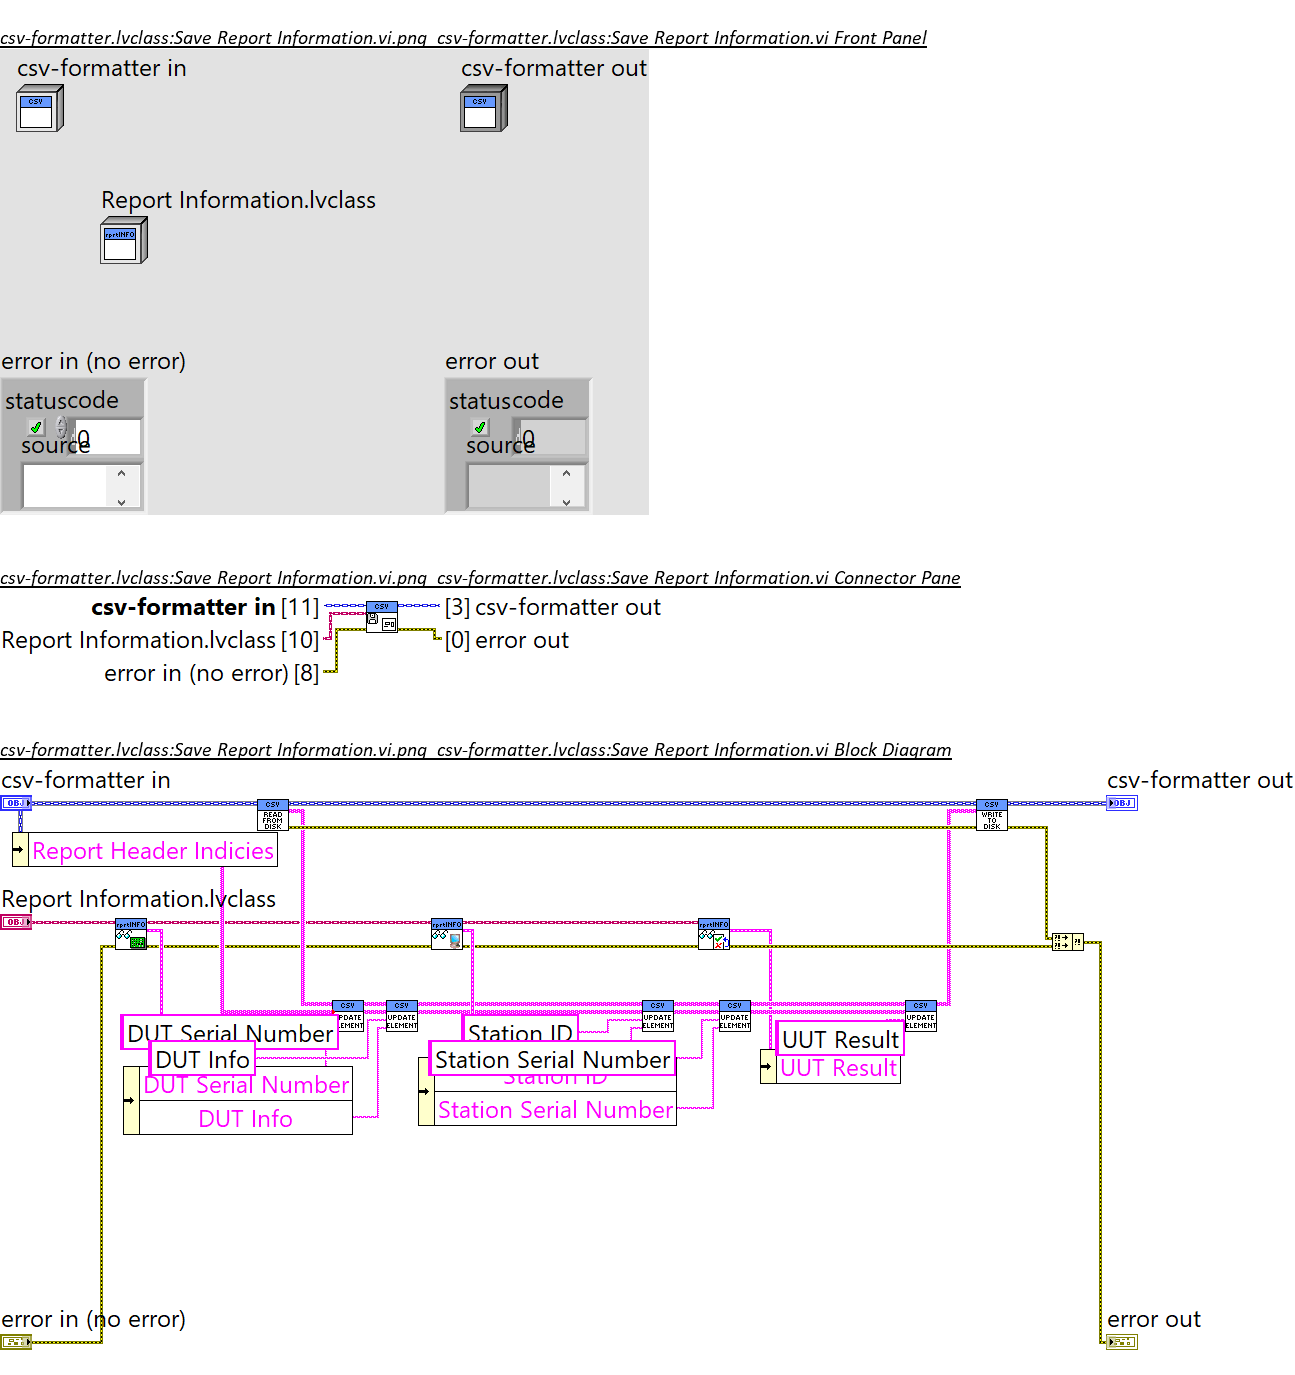 csv-formatter.lvclass:Save Report Information.vi.png csv-formatter.lvclass:Save Report Information.vi Front Panel
csv-formatter in
csv-formatter out
CSV
CSV
Report Information.lvclass
rprtINFO
error in (no error)
error out
status code
status code
0
0
source
source
csv-formatter.lvclass:Save Report Information.vi.png csv-formatter.lvclass:Save Report Information.vi Connector Pane
csv-formatter in [11]
CSV
[3] csv-formatter out
Report Information.lvclass [10]
[0] error out
error in (no error) [8]
csv-formatter.lvclass:Save Report Information.vi.png csv-formatter.lvclass:Save Report Information.vi Block Diagram
csv-formatter in
csv-formatter out
OBJ
CSV
READ
FROM
DISK
CSV
WRITE
TO
DISK
OBJ
Report Header Indicies
Report Information.lvclass
OBJ
rprtINFO
rprtINFO
rprtINFO
CSV
UPDATE
ELEMENT
CSV
UPDATE
ELEMENT
CSV
UPDATE
ELEMENT
CSV
UPDATE
ELEMENT
CSV
UPDATE
ELEMENT
DUT Serial Number
DUT Info
DUT Serial Number
DUT Info
Station ID
Station Serial Number
Station ID
Station Serial Number
UUT Result
UUT Result
error in (no error)
error out